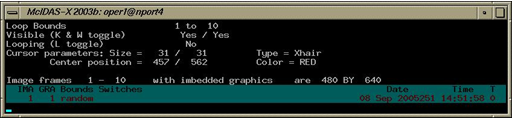 McIDAS-X 2003b: oper1@nport4
Loop Bounds 1 to 10
Visible (K & W toggle) Yes / Yes
Looping (L toggle) No
Cursor parameters; Size = 31 / 31 Type = Xhair
Center position = 457 / 562 Color = RED
Image frames 1 - 10 with imbedded graphics are 480 BY 640
IMA GRA Bounds Switches Date Time T
1 1 random 08 Sep 2005251 14:51:58 0